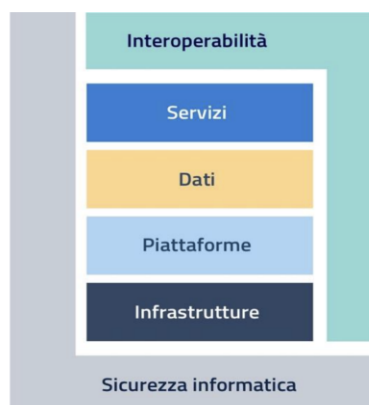 Interoperabilità
Servizi
Dati
Piattaforme
Infrastrutture
Sicurezza informatica